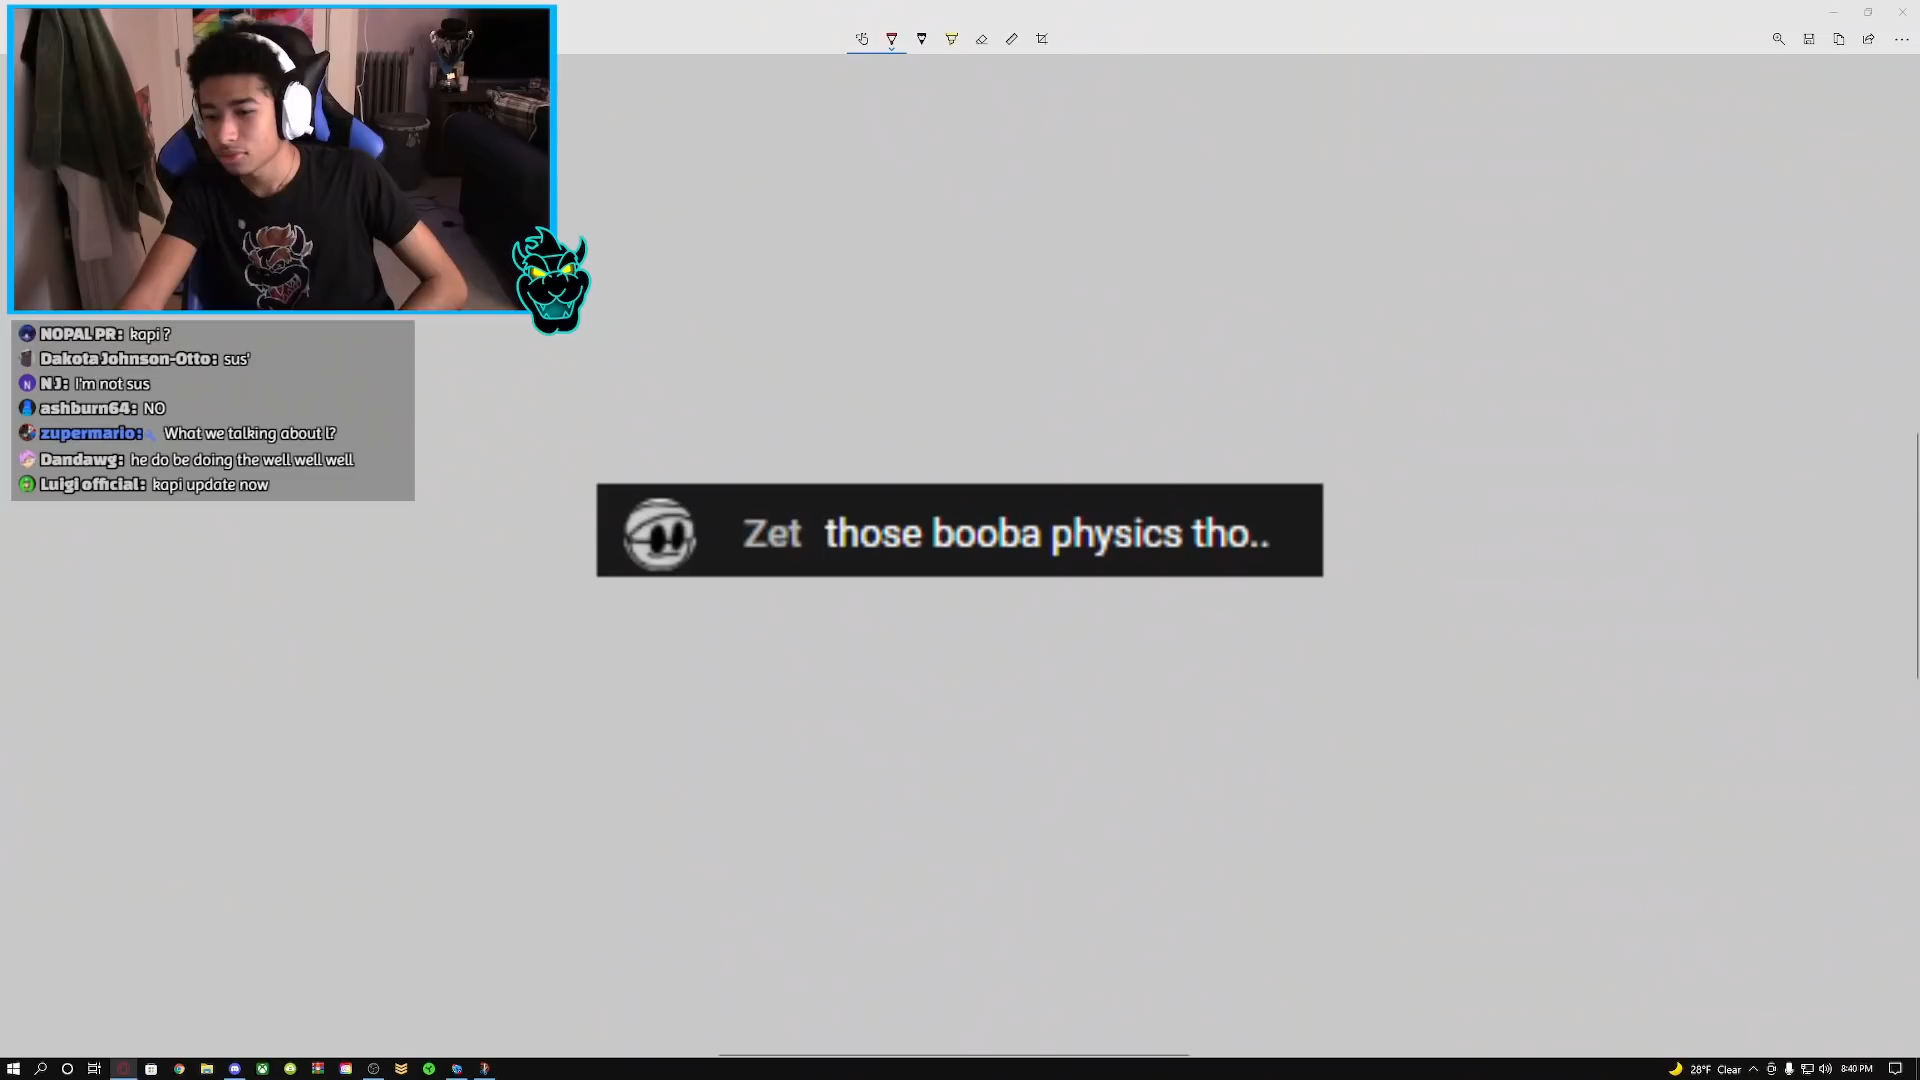 NOPAL PR: kapi ?
Dakota Johnson-Otto: sus'
N J: I'm not sus
ashburn64: NO
zupermario: What we talking about l?
Dandawg: he do be doing the well well well
Luigi official: kapi update now
Zet those booba physics tho..
28°F Clear 8:40 PM